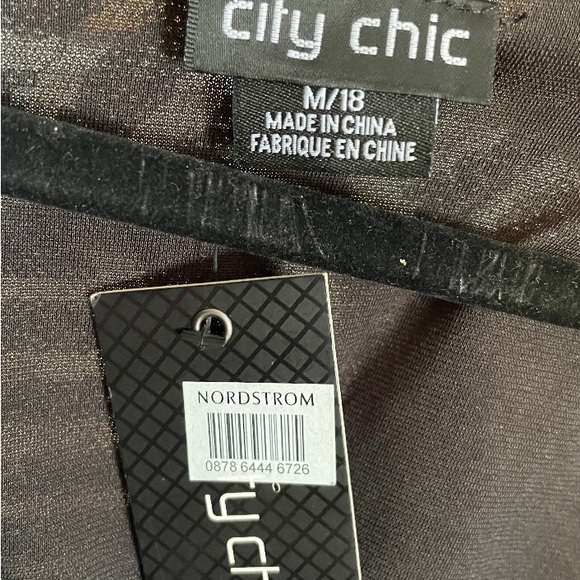 city chic
M/18
MADE IN CHINA
FABRIQUE EN CHINE
NORDSTROM
0878 6444 6726